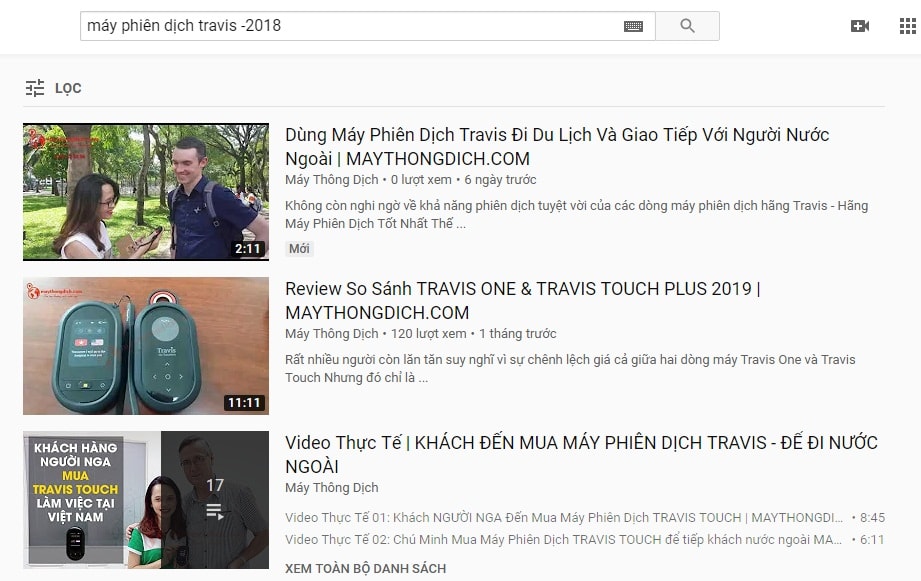 máy phiên dịch travis -2018
LỌC
Dùng Máy Phiên Dịch Travis Đi Du Lịch Và Giao Tiếp Với Người Nước
Ngoài | MAYTHONGDICH.COM
Máy Thông Dịch • 0 lượt xem • 6 ngày trước
Không còn nghi ngờ về khả năng phiên dịch tuyệt vời của các dòng máy phiên dịch hãng Travis - Hãng
Máy Phiên Dịch Tốt Nhất Thế ...
Mới
2:11
maythongdich.com
Travis
11:11
Review So Sánh TRAVIS ONE & TRAVIS TOUCH PLUS 2019 |
MAYTHONGDICH.COM
Máy Thông Dịch • 120 lượt xem • 1 tháng trước
Rất nhiều người còn lăn tăn suy nghĩ vì sự chênh lệch giá cả giữa hai dòng máy Travis One và Travis
Touch Nhưng đó chỉ là ...
KHÁCH HÀNG
NGƯỜI NGA
MUA
TRAVIS TOUCH
LÀM VIỆC TẠI
VIỆT NAM
17
Video Thực Tế | KHÁCH ĐẾN MUA MÁY PHIÊN DỊCH TRAVIS - ĐỂ ĐI NƯỚC
NGOÀI
Máy Thông Dịch
Video Thực Tế 01: Khách NGƯỜI NGA Đến Mua Máy Phiên Dịch TRAVIS TOUCH | MAYTHONGDI... • 8:45
Video Thực Tế 02: Chú Minh Mua Máy Phiên Dịch TRAVIS TOUCH để tiếp khách nước ngoài MA... • 6:11
XEM TOÀN BỘ DANH SÁCH